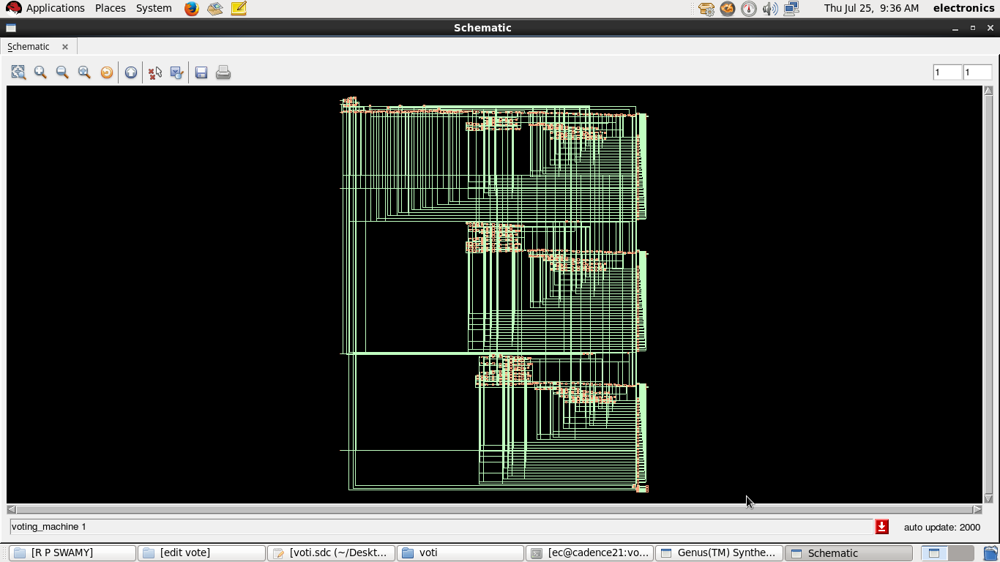 Applications Places System Thu Jul 25, 9:36 AM electronics
Schematic
Schematic
1 1
voting_machine 1 auto update: 2000
[R P SWAMY] [edit vote] [voti.sdc (~/Deskt... voti [ec@cadence21:vo... Genus(TM) Synthe... Schematic